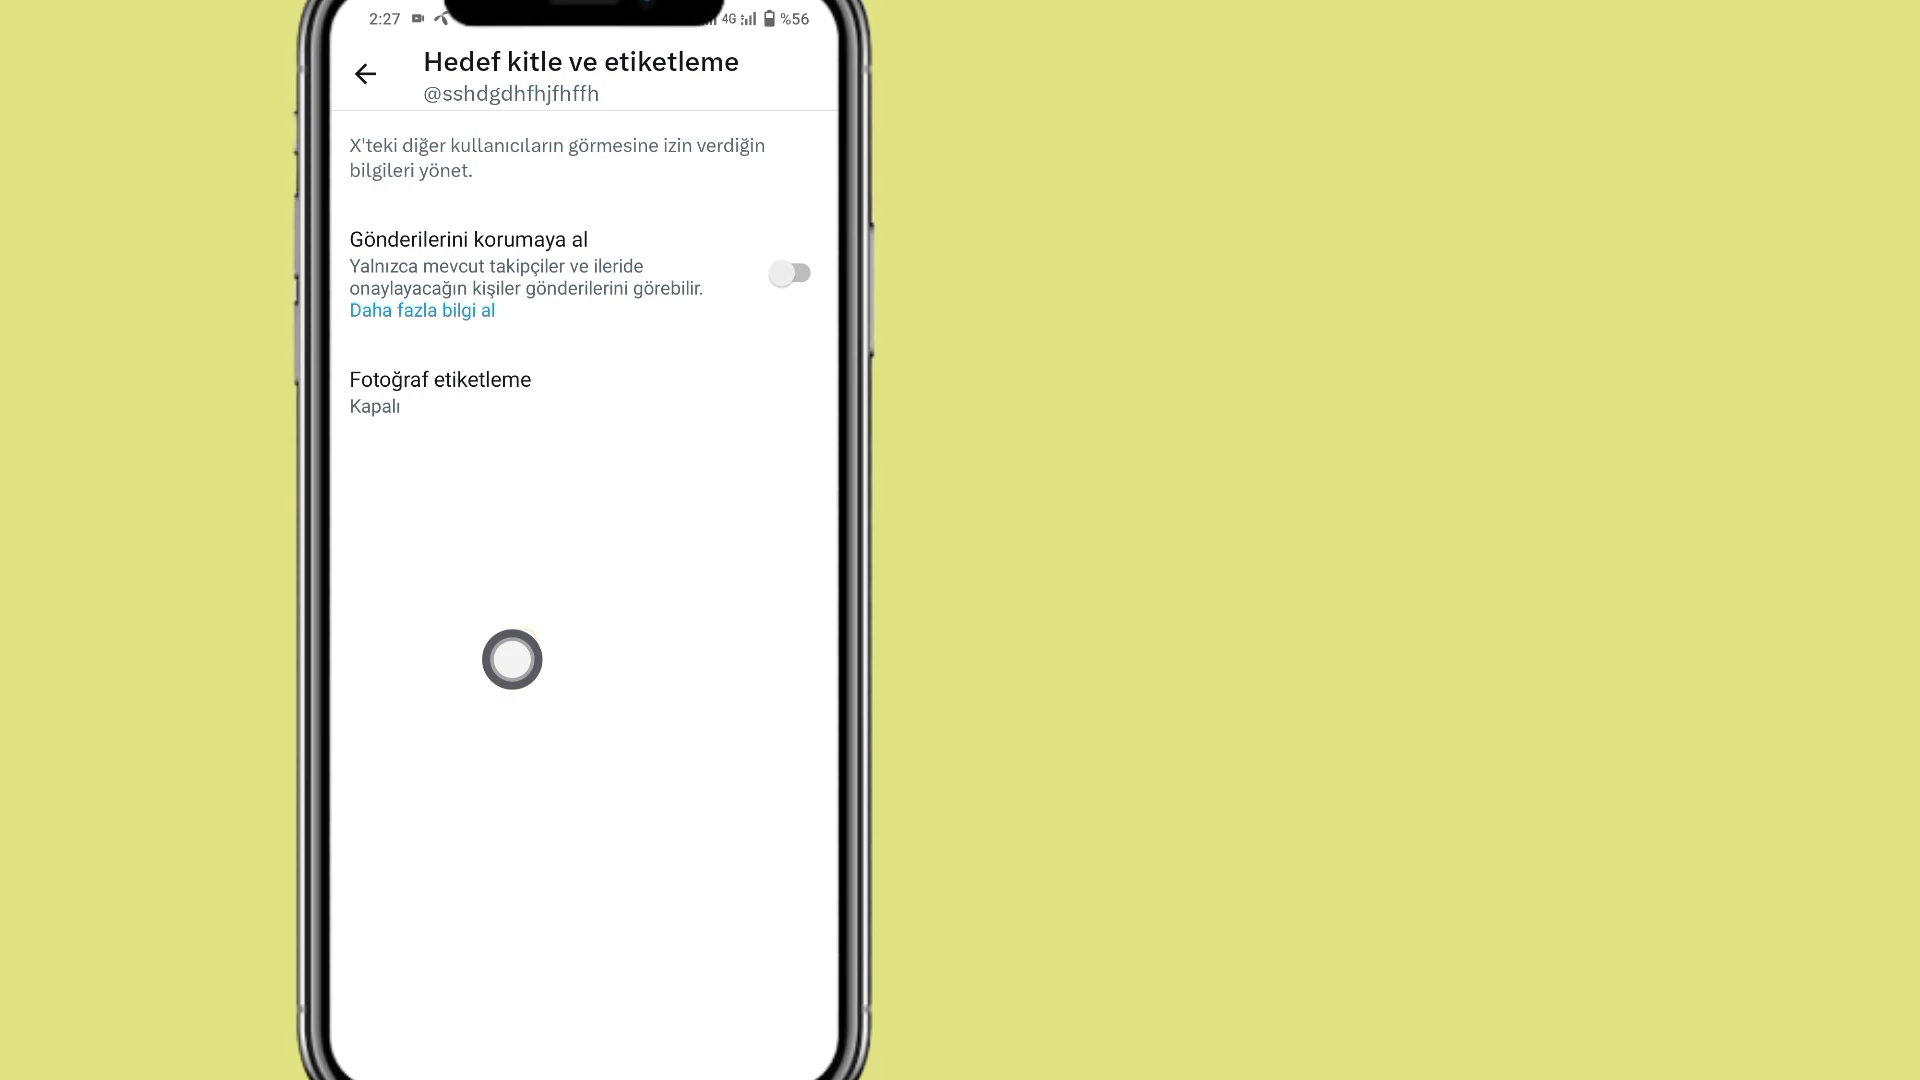 2:27 4G %56
Hedef kitle ve etiketleme
@sshdgdhfhjfhffh
X'teki diğer kullanıcıların görmesine izin verdiğin
bilgileri yönet.
Gönderilerini korumaya al
Yalnızca mevcut takipçiler ve ileride
onaylayacağın kişiler gönderilerini görebilir.
Daha fazla bilgi al
Fotoğraf etiketleme
Kapalı